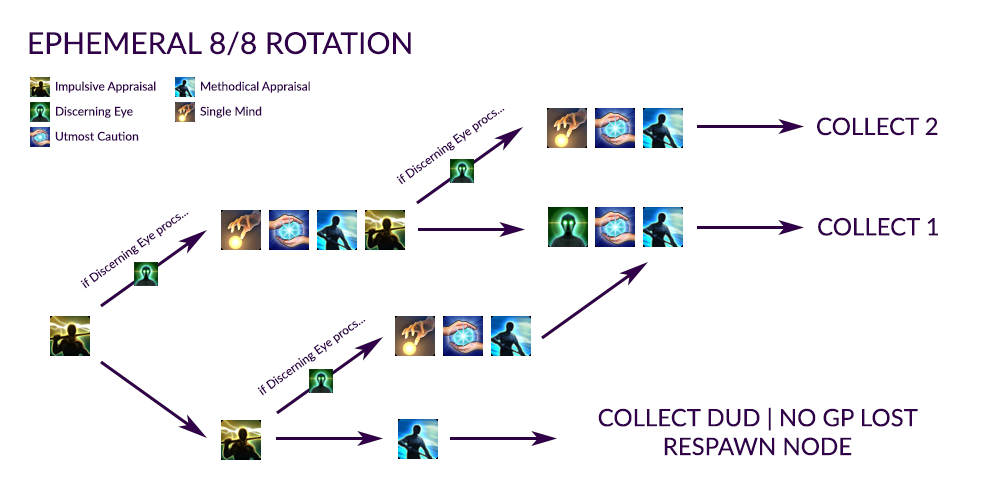 EPHEMERAL 8/8 ROTATION
Impulsive Appraisal
Methodical Appraisal
Discerning Eye
Single Mind
Utmost Caution
if Discerning Eye procs...
COLLECT 2
if Discerning Eye procs...
COLLECT 1
if Discerning Eye procs...
COLLECT DUD | NO GP LOST
RESPAWN NODE